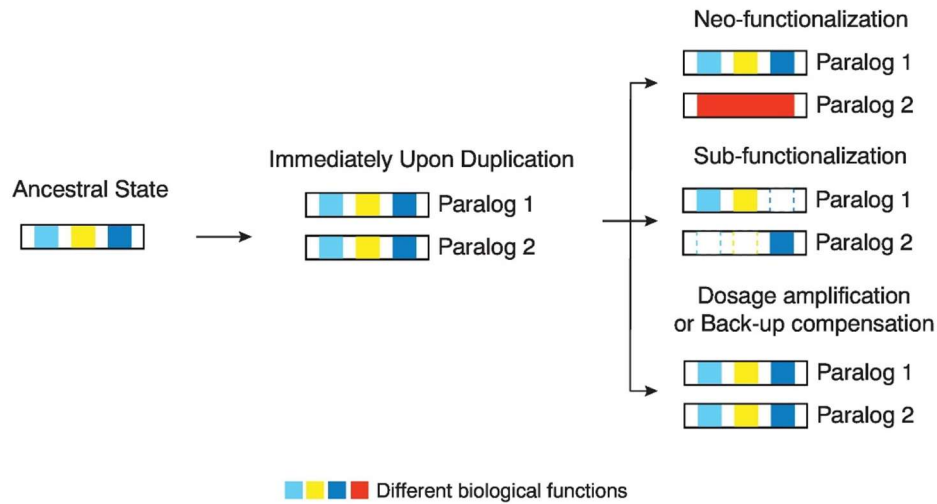 Ancestral State
Immediately Upon Duplication
Paralog 1
Paralog 2
Neo-functionalization
Paralog 1
Paralog 2
Sub-functionalization
Paralog 1
Paralog 2
Dosage amplification
or Back-up compensation
Paralog 1
Paralog 2
Different biological functions